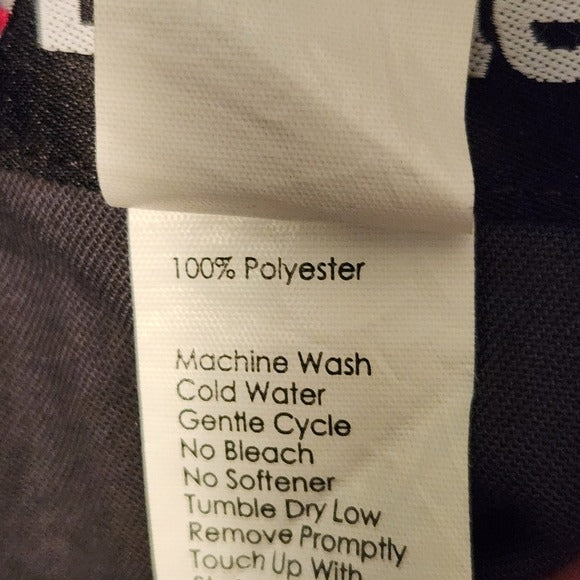 100% Polyester
Machine Wash
Cold Water
Gentle Cycle
No Bleach
No Softener
Tumble Dry Low
Remove Promptly
Touch Up With